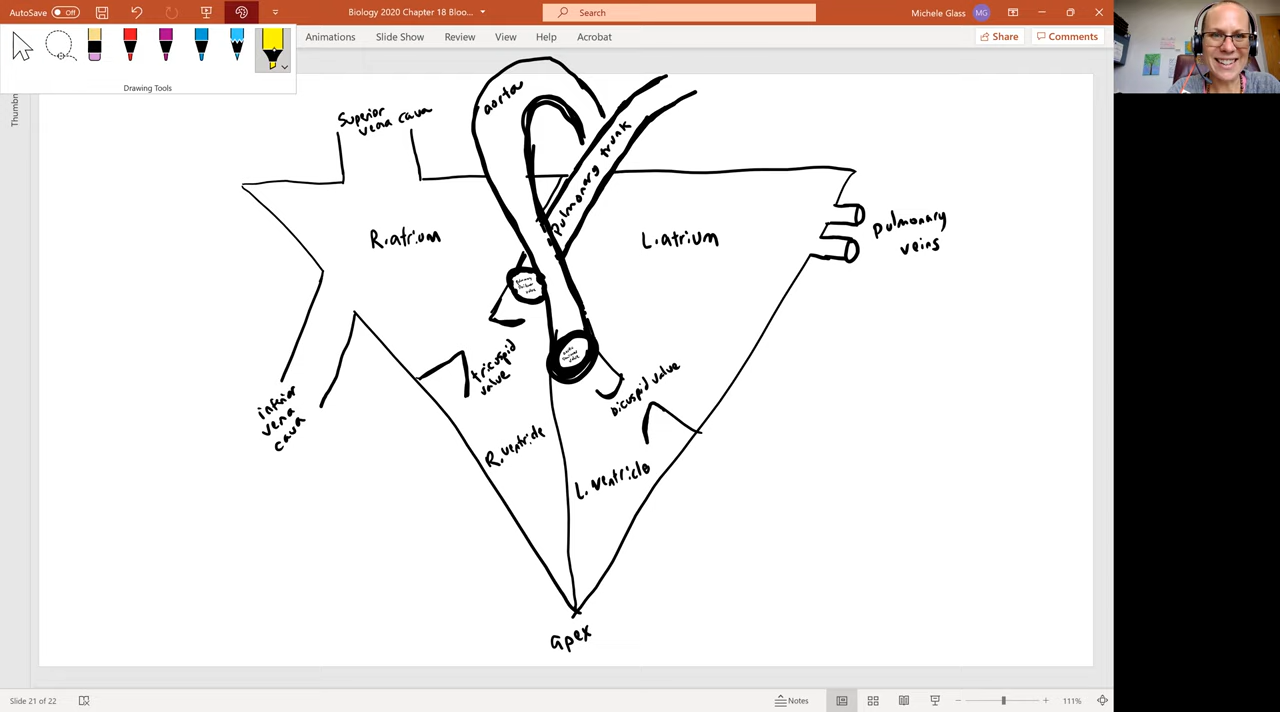 AutoSave Off
Biology 2020 Chapter 18 Bloo...
Search
Michele Glass MG
Animations Slide Show Review View Help Acrobat
Share Comments
Drawing Tools
Thumbn
Superior
vena cava
aorta
pulmonary trunk
R.atrium
L.atrium
pulmonary
veins
tricuspid
valve
bicuspid valve
inferior
vena
cava
R.ventricle
L.ventricle
apex
Slide 21 of 22
Notes
111%